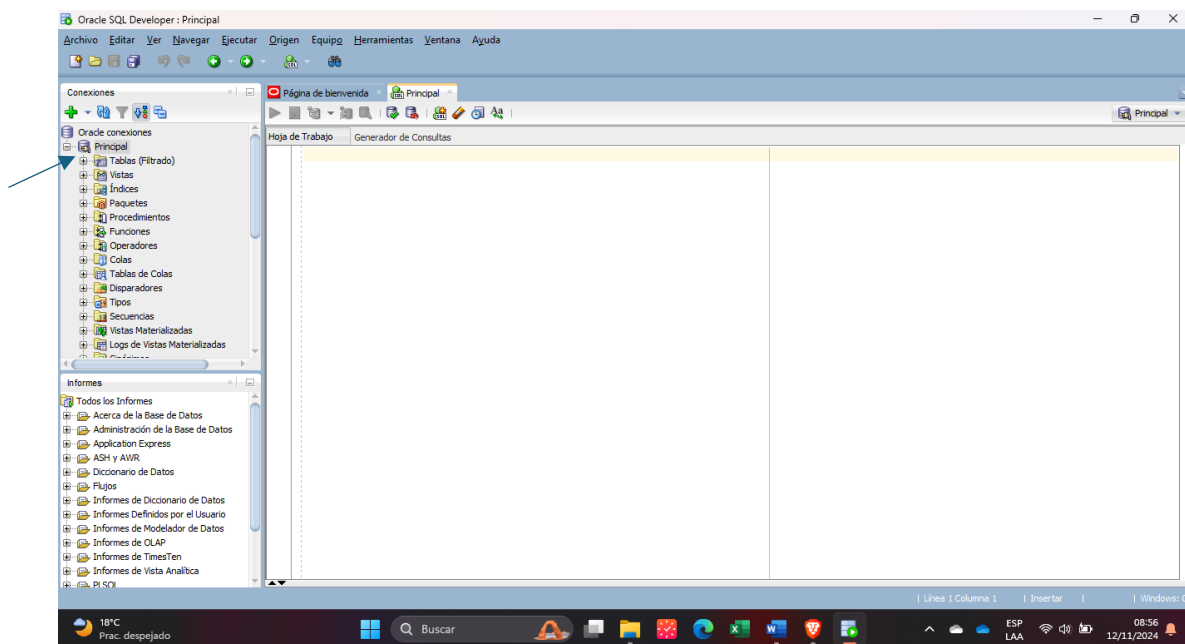 Oracle SQL Developer : Principal
Archivo Editar Ver Navegar Ejecutar Origen Equipo Herramientas Ventana Ayuda
Conexiones
Página de bienvenida
Principal
Principal
Oracle conexiones
Hoja de Trabajo Generador de Consultas
Principal
Tablas (Filtrado)
Vistas
Índices
Paquetes
Procedimientos
Funciones
Operadores
Colas
Tablas de Colas
Disparadores
Tipos
Secuencias
Vistas Materializadas
Logs de Vistas Materializadas
Informes
Todos los Informes
Acerca de la Base de Datos
Administración de la Base de Datos
Application Express
ASH y AWR
Diccionario de Datos
Flujos
Informes de Diccionario de Datos
Informes Definidos por el Usuario
Informes de Modelador de Datos
Informes de OLAP
Informes de TimesTen
Informes de Vista Analítica
| Línea 1 Columna 1 | Insertar | | Windows:
18°C
Prac. despejado
Buscar
ESP
LAA
08:56
12/11/2024